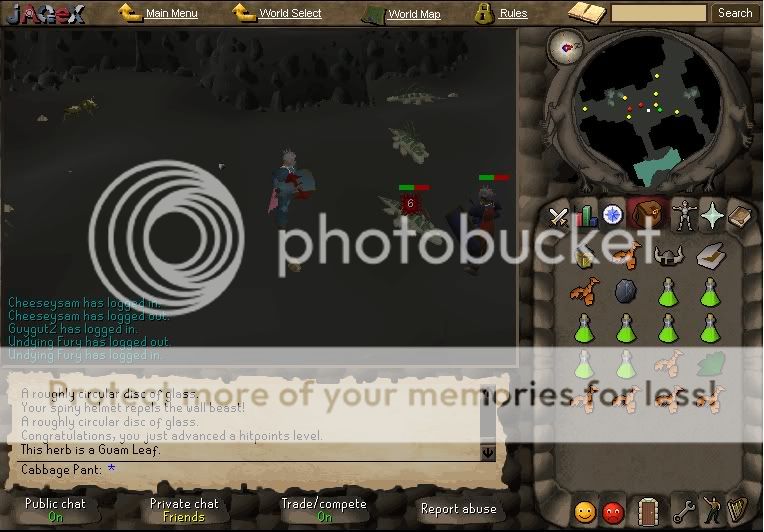 JAGeX Main Menu World Select World Map Rules Search
6
photobucket
Cheeseysam has logged in.
Cheeseysam has logged out.
Guygut2 has logged in.
Undying Fury has logged out.
Undying Fury has logged in.
Protect more of your memories for less!
A roughly circular disc of glass.
Your spiny helmet repels the wall beast!
A roughly circular disc of glass.
Congratulations, you just advanced a hitpoints level.
This herb is a Guam Leaf.
Cabbage Pant: *
Public chat Private chat Trade/compete Report abuse
On Friends On